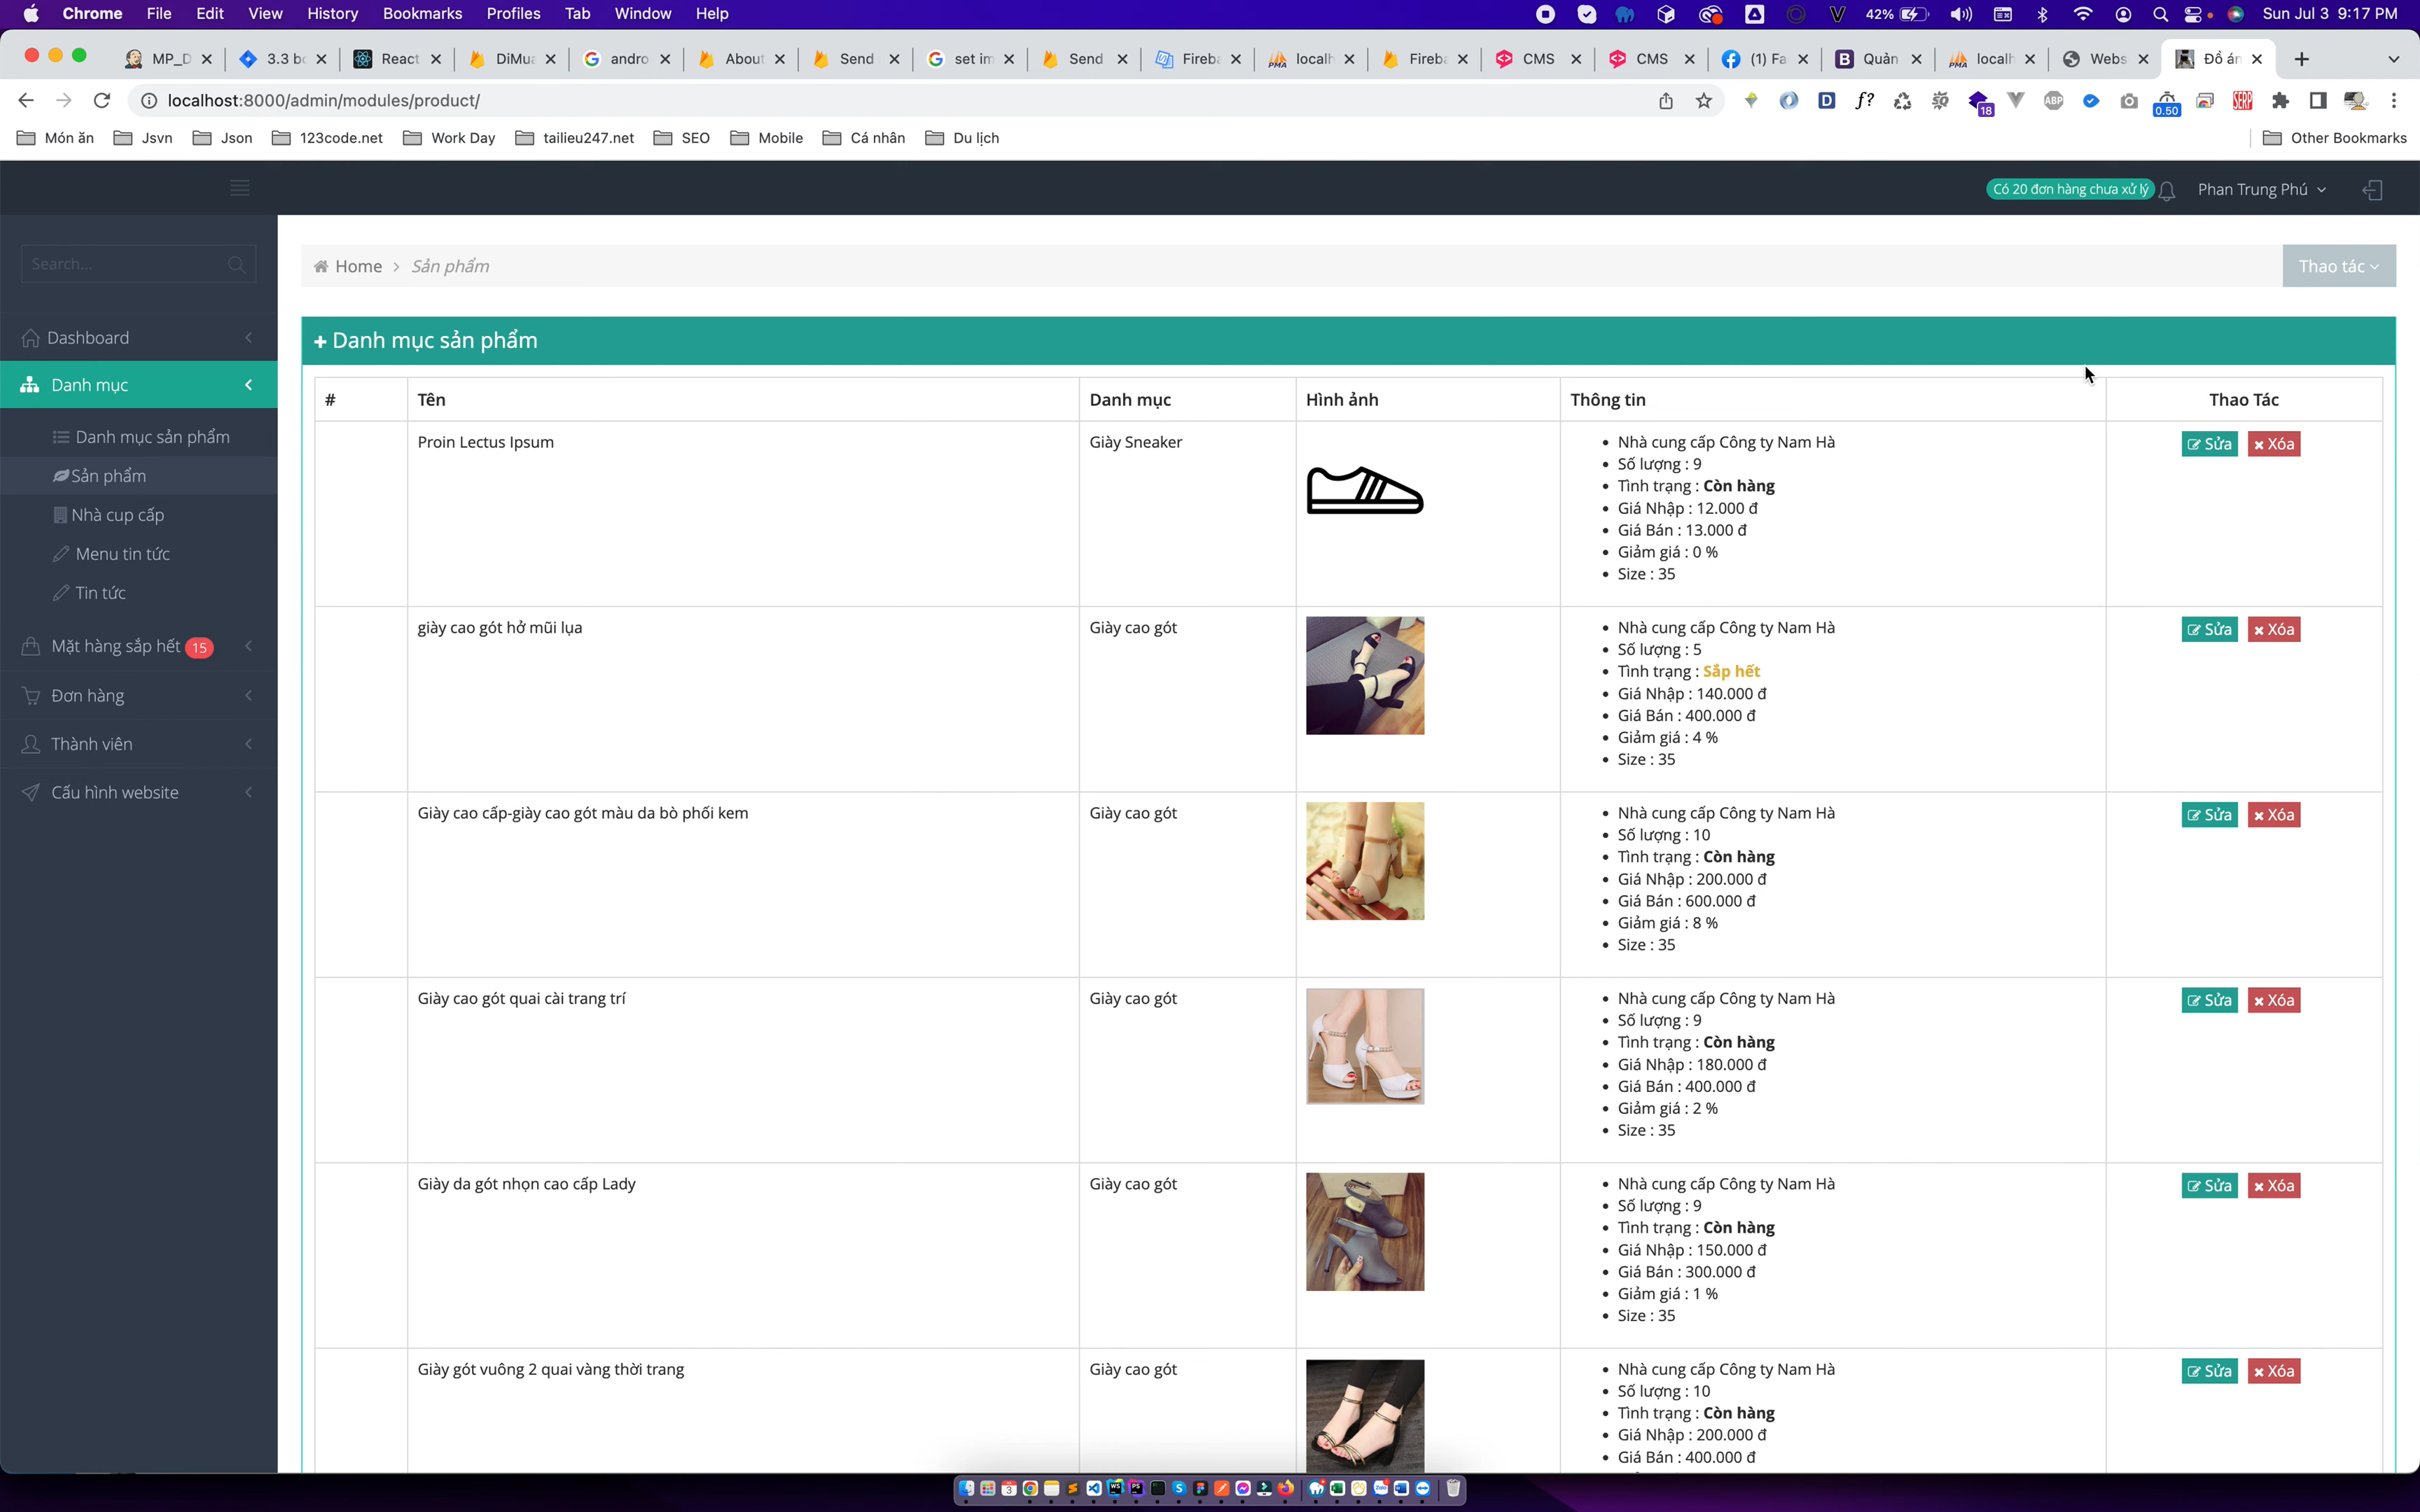 Chrome File Edit View History Bookmarks Profiles Tab Window Help 42% Sun Jul 3 9:17 PM
MP_D 3.3 bc React DiMua andro About Send set im Send Fireba localh Fireba CMS CMS (1) Fa Quản localh Webs Đồ án
localhost:8000/admin/modules/product/ 18 ABP 0.50 SERP
Món ăn Jsvn Json 123code.net Work Day tailieu247.net SEO Mobile Cá nhân Du lịch Other Bookmarks
Có 20 đơn hàng chưa xử lý Phan Trung Phú
Search...
Dashboard
Danh mục
Danh mục sản phẩm
Sản phẩm
Nhà cup cấp
Menu tin tức
Tin tức
Mặt hàng sắp hết 15
Đơn hàng
Thành viên
Cấu hình website
Home > Sản phẩm Thao tác
+ Danh mục sản phẩm
# Tên Danh mục Hình ảnh Thông tin Thao Tác
Proin Lectus Ipsum Giày Sneaker Nhà cung cấp Công ty Nam Hà Sửa Xóa
Số lượng : 9
Tình trạng : Còn hàng
Giá Nhập : 12.000 đ
Giá Bán : 13.000 đ
Giảm giá : 0 %
Size : 35
giày cao gót hở mũi lụa Giày cao gót Nhà cung cấp Công ty Nam Hà Sửa Xóa
Số lượng : 5
Tình trạng : Sắp hết
Giá Nhập : 140.000 đ
Giá Bán : 400.000 đ
Giảm giá : 4 %
Size : 35
Giày cao cấp-giày cao gót màu da bò phối kem Giày cao gót Nhà cung cấp Công ty Nam Hà Sửa Xóa
Số lượng : 10
Tình trạng : Còn hàng
Giá Nhập : 200.000 đ
Giá Bán : 600.000 đ
Giảm giá : 8 %
Size : 35
Giày cao gót quai cài trang trí Giày cao gót Nhà cung cấp Công ty Nam Hà Sửa Xóa
Số lượng : 9
Tình trạng : Còn hàng
Giá Nhập : 180.000 đ
Giá Bán : 400.000 đ
Giảm giá : 2 %
Size : 35
Giày da gót nhọn cao cấp Lady Giày cao gót Nhà cung cấp Công ty Nam Hà Sửa Xóa
Số lượng : 9
Tình trạng : Còn hàng
Giá Nhập : 150.000 đ
Giá Bán : 300.000 đ
Giảm giá : 1 %
Size : 35
Giày gót vuông 2 quai vàng thời trang Giày cao gót Nhà cung cấp Công ty Nam Hà Sửa Xóa
Số lượng : 10
Tình trạng : Còn hàng
Giá Nhập : 200.000 đ
Giá Bán : 400.000 đ